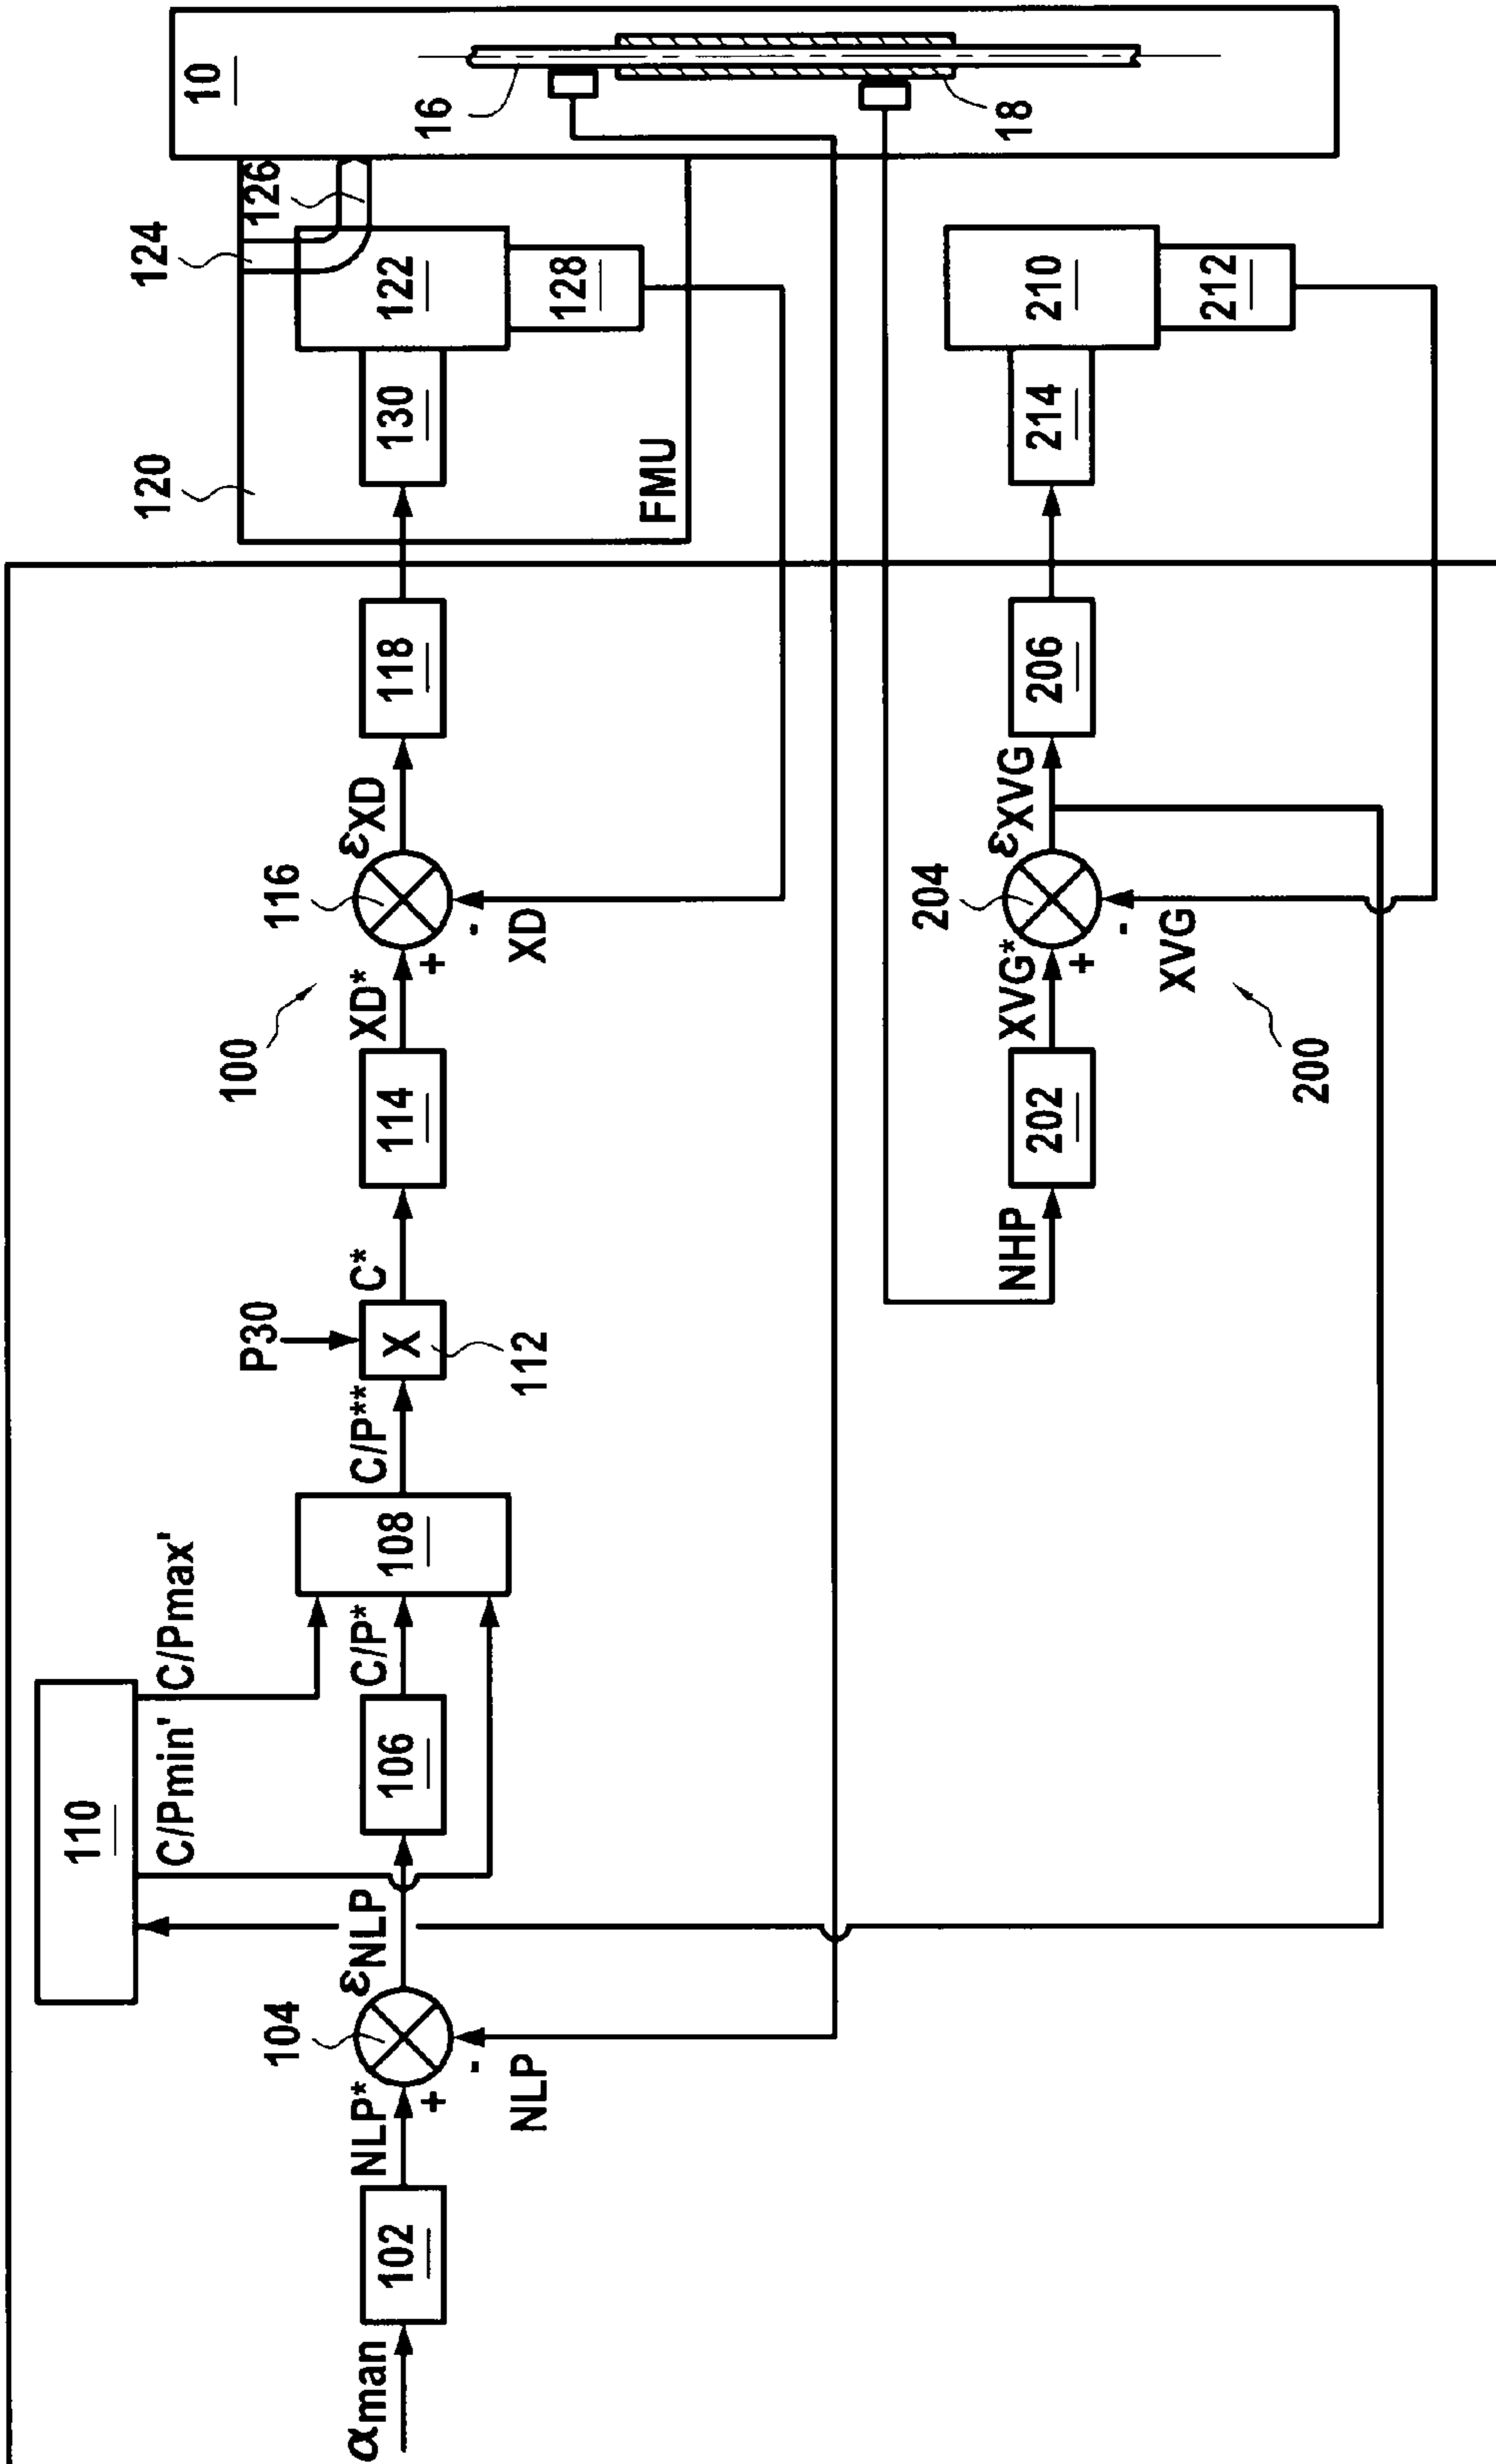 110
C/Pmin'
C/Pmax'
αman
102
NLP*
+
104
-
NLP
εNLP
106
C/P*
108
C/P**
P30
X
112
C*
114
XD*
+
100
116
-
XD
εXD
118
120
FMU
130
122
128
124
126
10
16
18
NHP
202
XVG*
+
204
-
XVG
εXVG
200
206
214
210
212